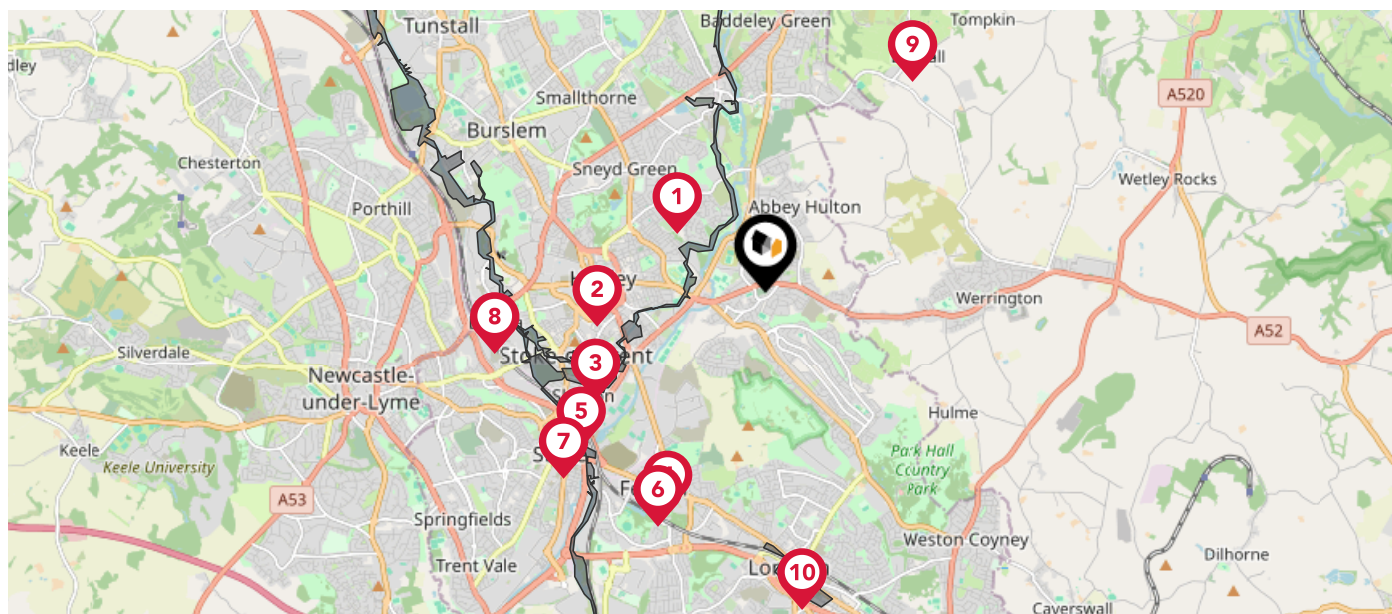 Tunstall
Baddeley Green
Tompkin
9
A520
Smallthorne
Burslem
Chesterton
Sneyd Green
Wetley Rocks
1
Porthill
Abbey Hulton
2
Werrington
8
A52
Silverdale
3
Newcastle-
under-Lyme
5
Hulme
7
Keele
Keele University
Park Hall
Country
Park
6
A53
Springfields
Weston Coyney
Dilhorne
Trent Vale
10
Caverswall